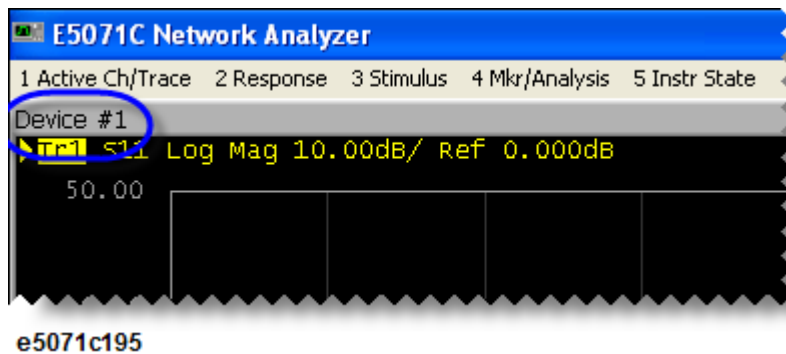 E5071C Network Analyzer
1 Active Ch/Trace 2 Response 3 Stimulus 4 Mkr/Analysis 5 Instr State
Device #1
Tr1 S11 Log Mag 10.00dB/ Ref 0.000dB
50.00
e5071c195